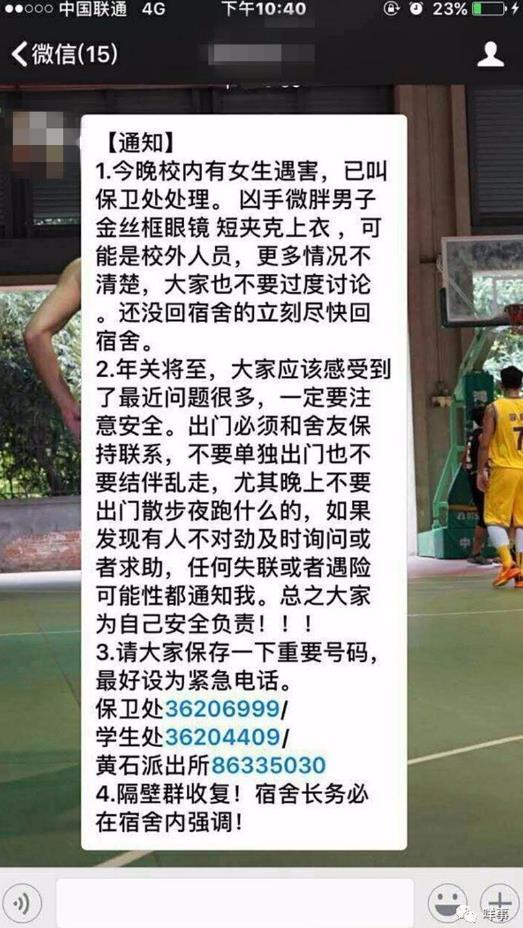 中国联通 4G 下午10:40 23%
微信(15)
【通知】
1.今晚校内有女生遇害，已叫
保卫处处理。 凶手微胖男子
金丝框眼镜 短夹克上衣 ，可
能是校外人员，更多情况不
清楚，大家也不要过度讨论
。还没回宿舍的立刻尽快回
宿舍。
2.年关将至，大家应该感受到
了最近问题很多，一定要注
意安全。出门必须和舍友保
持联系，不要单独出门也不
要结伴乱走，尤其晚上不要
出门散步夜跑什么的，如果
发现有人不对劲及时询问或
者求助，任何失联或者遇险
可能性都通知我。总之大家
为自己安全负责！！！
3.请大家保存一下重要号码，
最好设为紧急电话。
保卫处36206999/
学生处36204409/
黄石派出所86335030
4.隔壁群收复！宿舍长务必
在宿舍内强调！